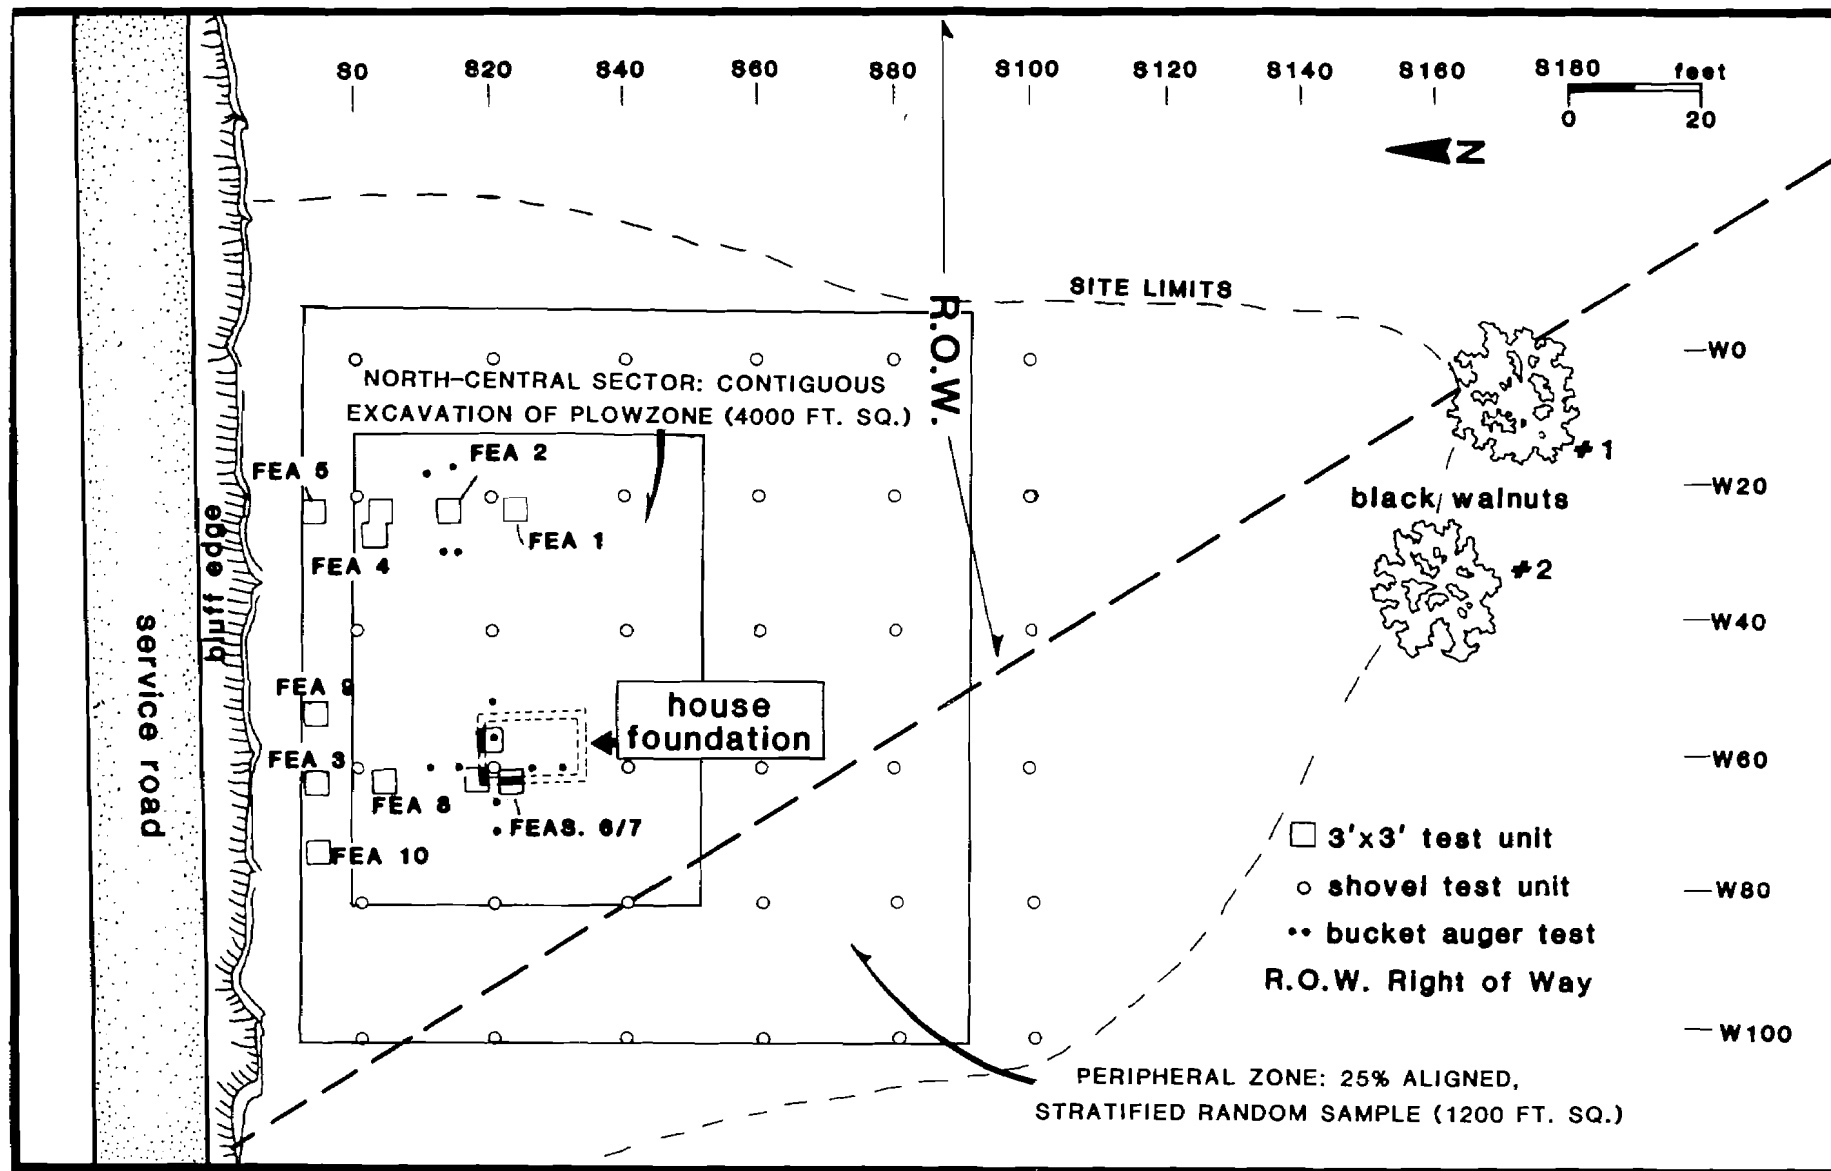 S0 S20 S40 S60 S80 S100 S120 S140 S160 S180 feet
0 20
N
SITE LIMITS
R.O.W.
W0
NORTH-CENTRAL SECTOR: CONTIGUOUS
EXCAVATION OF PLOWZONE (4000 FT. SQ.)
#1
FEA 5
FEA 2
W20
black walnuts
FEA 1
FEA 4
#2
bluff edge
service road
W40
FEA 9
house
foundation
FEA 3
W60
FEA 8
FEAS. 6/7
FEA 10
3'x3' test unit
shovel test unit
W80
bucket auger test
R.O.W. Right of Way
W100
PERIPHERAL ZONE: 25% ALIGNED,
STRATIFIED RANDOM SAMPLE (1200 FT. SQ.)